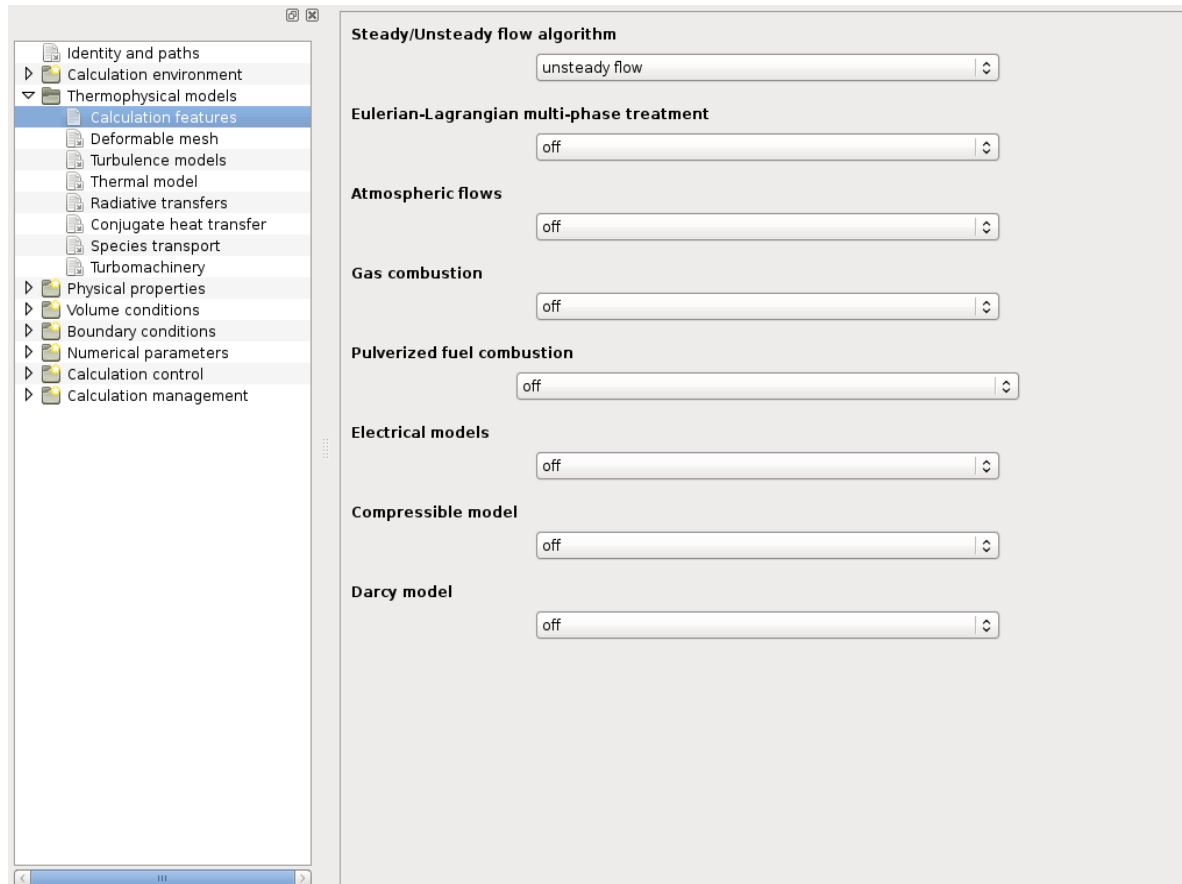 Identity and paths
Calculation environment
Thermophysical models
Calculation features
Deformable mesh
Turbulence models
Thermal model
Radiative transfers
Conjugate heat transfer
Species transport
Turbomachinery
Physical properties
Volume conditions
Boundary conditions
Numerical parameters
Calculation control
Calculation management
Steady/Unsteady flow algorithm
unsteady flow
Eulerian-Lagrangian multi-phase treatment
off
Atmospheric flows
off
Gas combustion
off
Pulverized fuel combustion
off
Electrical models
off
Compressible model
off
Darcy model
off